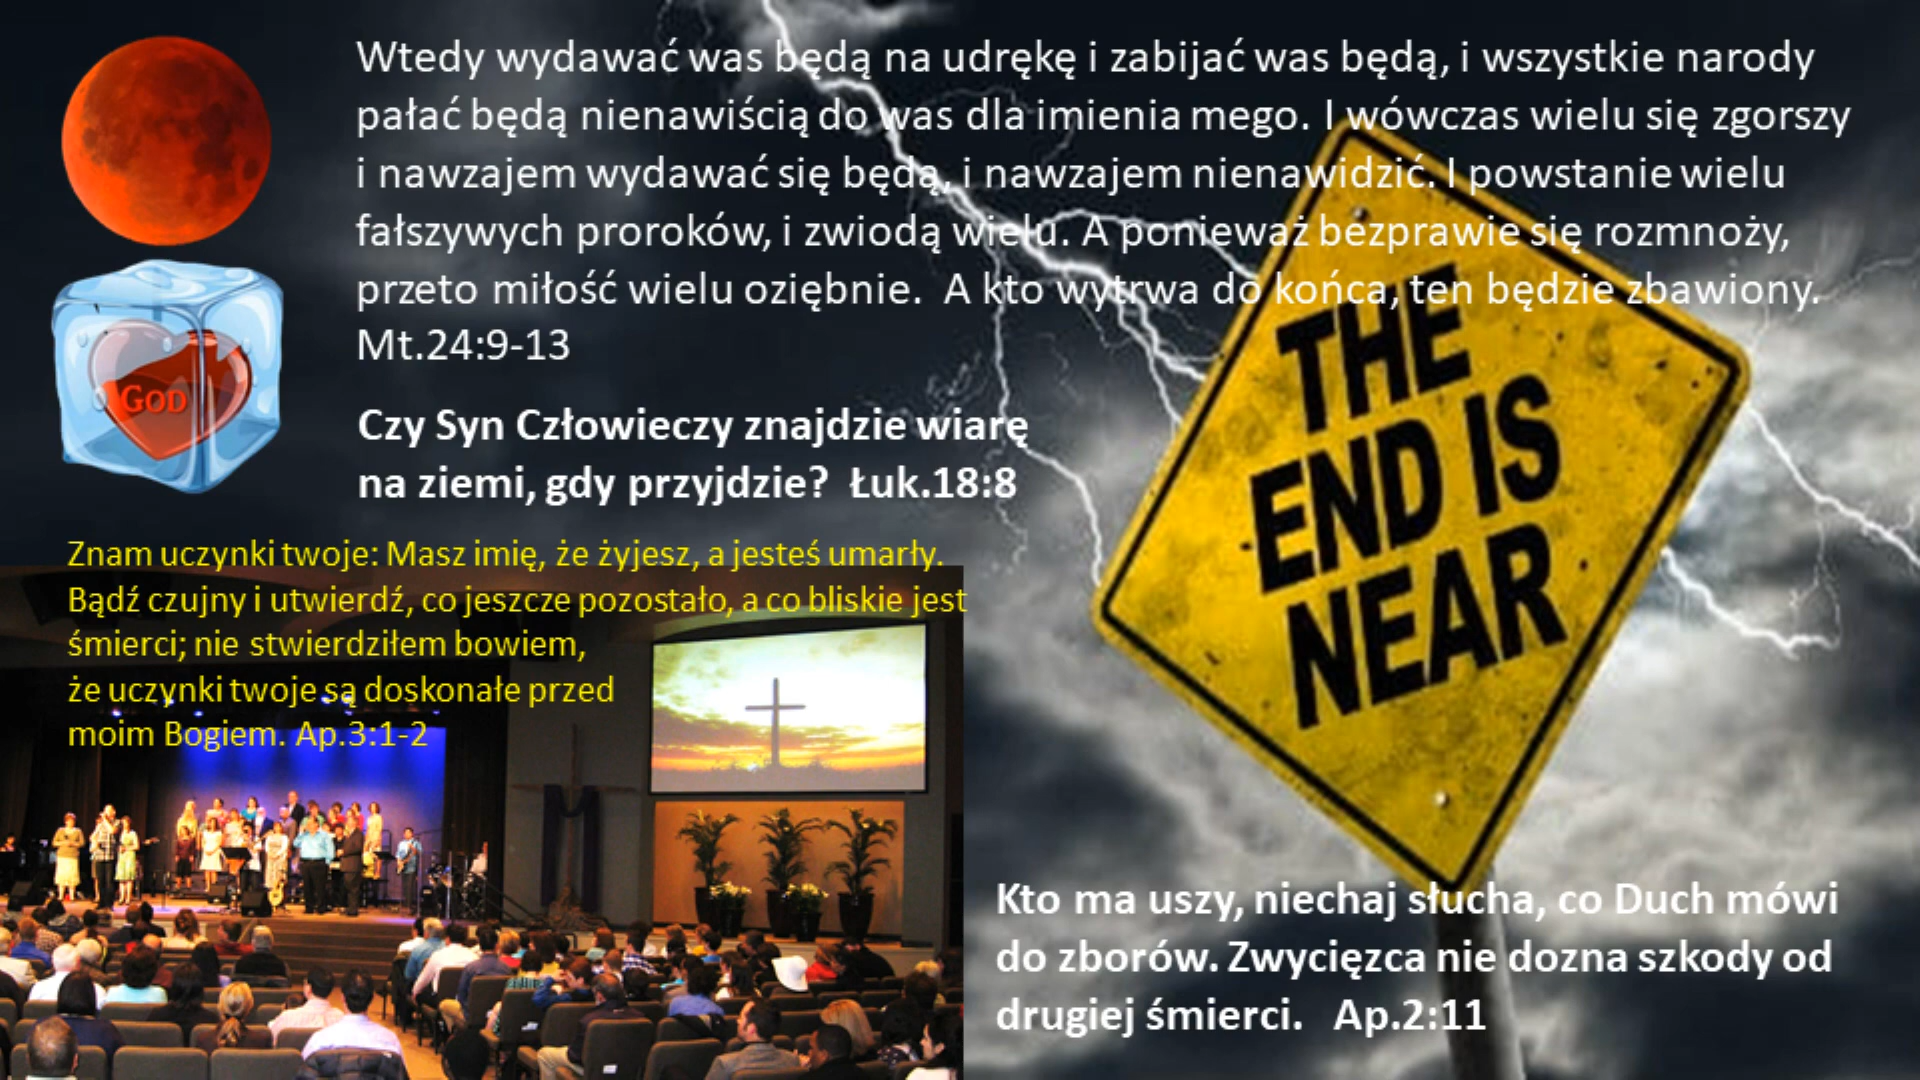 Wtedy wydawać was będą na udrękę i zabijać was będą, i wszystkie narody
pałać będą nienawiścią do was dla imienia mego. I wówczas wielu się zgorszy
i nawzajem wydawać się będą, i nawzajem nienawidzić. I powstanie wielu
fałszywych proroków, i zwiodą wielu. A ponieważ bezprawie się rozmnoży,
przeto miłość wielu oziębnie. A kto wytrwa do końca, ten będzie zbawiony.
Mt.24:9-13
GOD
Czy Syn Człowieczy znajdzie wiarę
na ziemi, gdy przyjdzie? Łuk.18:8
THE
END IS
NEAR
Znam uczynki twoje: Masz imię, że żyjesz, a jesteś umarły.
Bądź czujny i utwierdź, co jeszcze pozostało, a co bliskie jest
śmierci; nie stwierdziłem bowiem,
że uczynki twoje są doskonałe przed
moim Bogiem. Ap.3:1-2
Kto ma uszy, niechaj słucha, co Duch mówi
do zborów. Zwycięzca nie dozna szkody od
drugiej śmierci. Ap.2:11